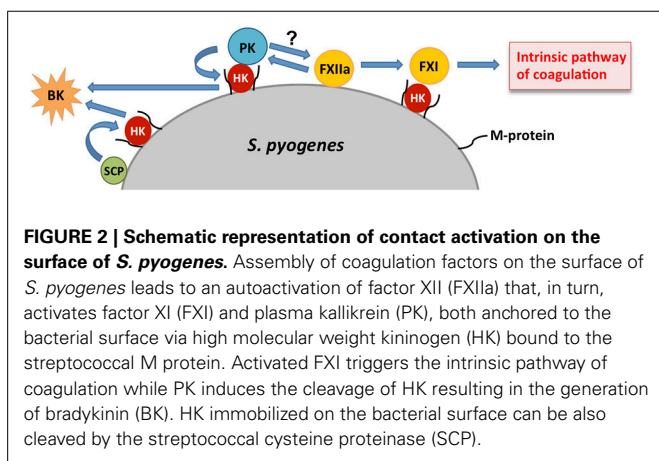 PK
?
HK
FXIIa
FXI
HK
Intrinsic pathway
of coagulation
BK
HK
SCP
S. pyogenes
M-protein
FIGURE 2 | Schematic representation of contact activation on the
surface of S. pyogenes. Assembly of coagulation factors on the surface of
S. pyogenes leads to an autoactivation of factor XII (FXIIa) that, in turn,
activates factor XI (FXI) and plasma kallikrein (PK), both anchored to the
bacterial surface via high molecular weight kininogen (HK) bound to the
streptococcal M protein. Activated FXI triggers the intrinsic pathway of
coagulation while PK induces the cleavage of HK resulting in the generation
of bradykinin (BK). HK immobilized on the bacterial surface can be also
cleaved by the streptococcal cysteine proteinase (SCP).